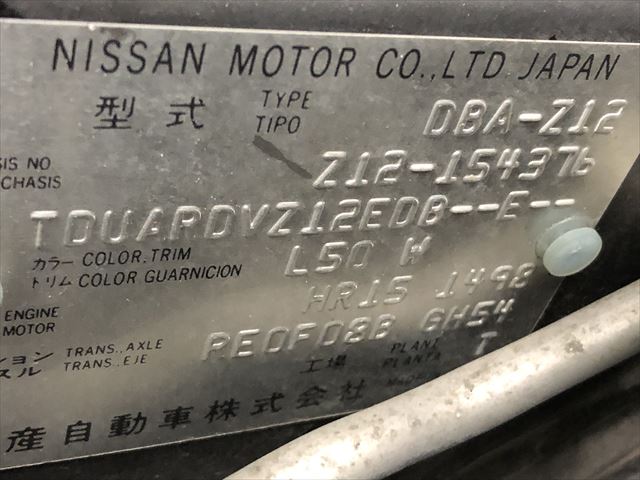 NISSAN MOTOR CO.,LTD JAPAN
型式 TYPE TIPO DBA-Z12
SIS NO CHASIS Z12-154376
TDUARDVZ12EDB--E--
カラー COLOR,TRIM
トリム COLOR GUARNICION L50 W
ENGINE MOTOR HR15 1498
ション TRANS.,AXLE
スル TRANS.,EJE RE0F08B GH54
工場 PLANT PLANTA T
産自動車株式会社